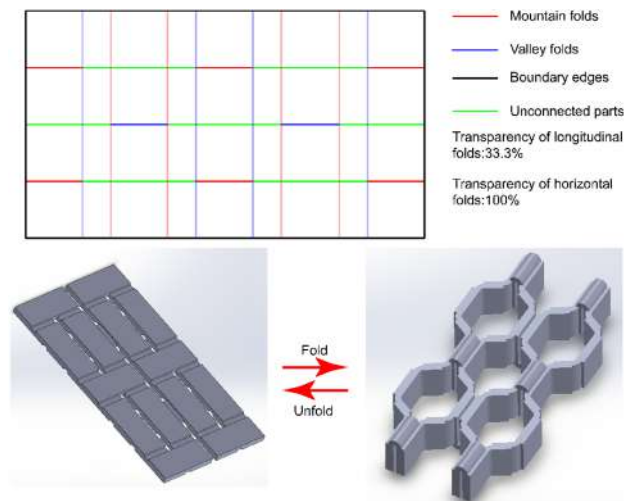 Mountain folds
Valley folds
Boundary edges
Unconnected parts
Transparency of longitudinal
folds:33.3%
Transparency of horizontal
folds:100%
Fold
Unfold